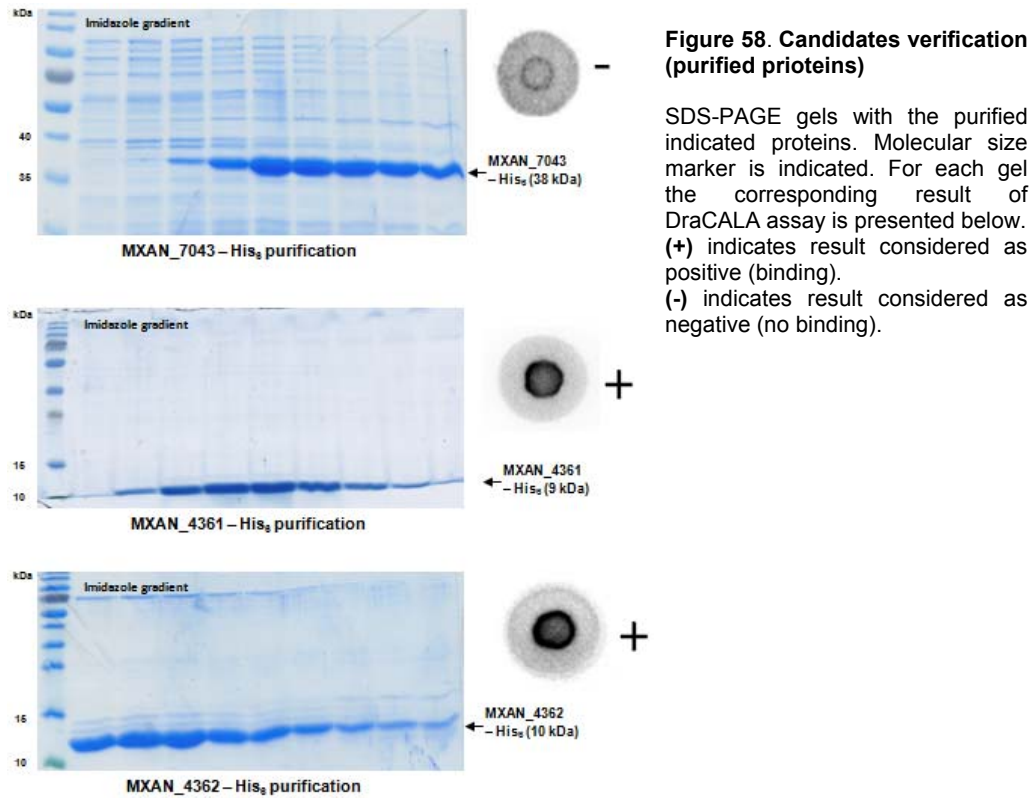 kDa
Imidazole gradient
40
35
-
MXAN_7043
– His₆ (38 kDa)
MXAN_7043 – His₆ purification
kDa
Imidazole gradient
15
10
+
MXAN_4361
– His₆ (9 kDa)
MXAN_4361 – His₆ purification
kDa
Imidazole gradient
15
10
+
MXAN_4362
– His₆ (10 kDa)
MXAN_4362 – His₆ purification
Figure 58. Candidates verification
(purified prioteins)
SDS-PAGE gels with the purified
indicated proteins. Molecular size
marker is indicated. For each gel
the corresponding result of
DraCALA assay is presented below.
(+) indicates result considered as
positive (binding).
(-) indicates result considered as
negative (no binding).